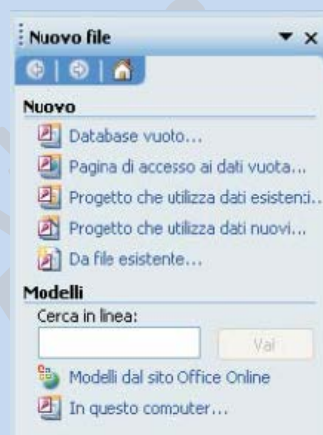 Nuovo file
Nuovo
Database vuoto...
Pagina di accesso ai dati vuota...
Progetto che utilizza dati esistenti...
Progetto che utilizza dati nuovi...
Da file esistente...
Modelli
Cerca in linea:
Vai
Modelli dal sito Office Online
In questo computer...